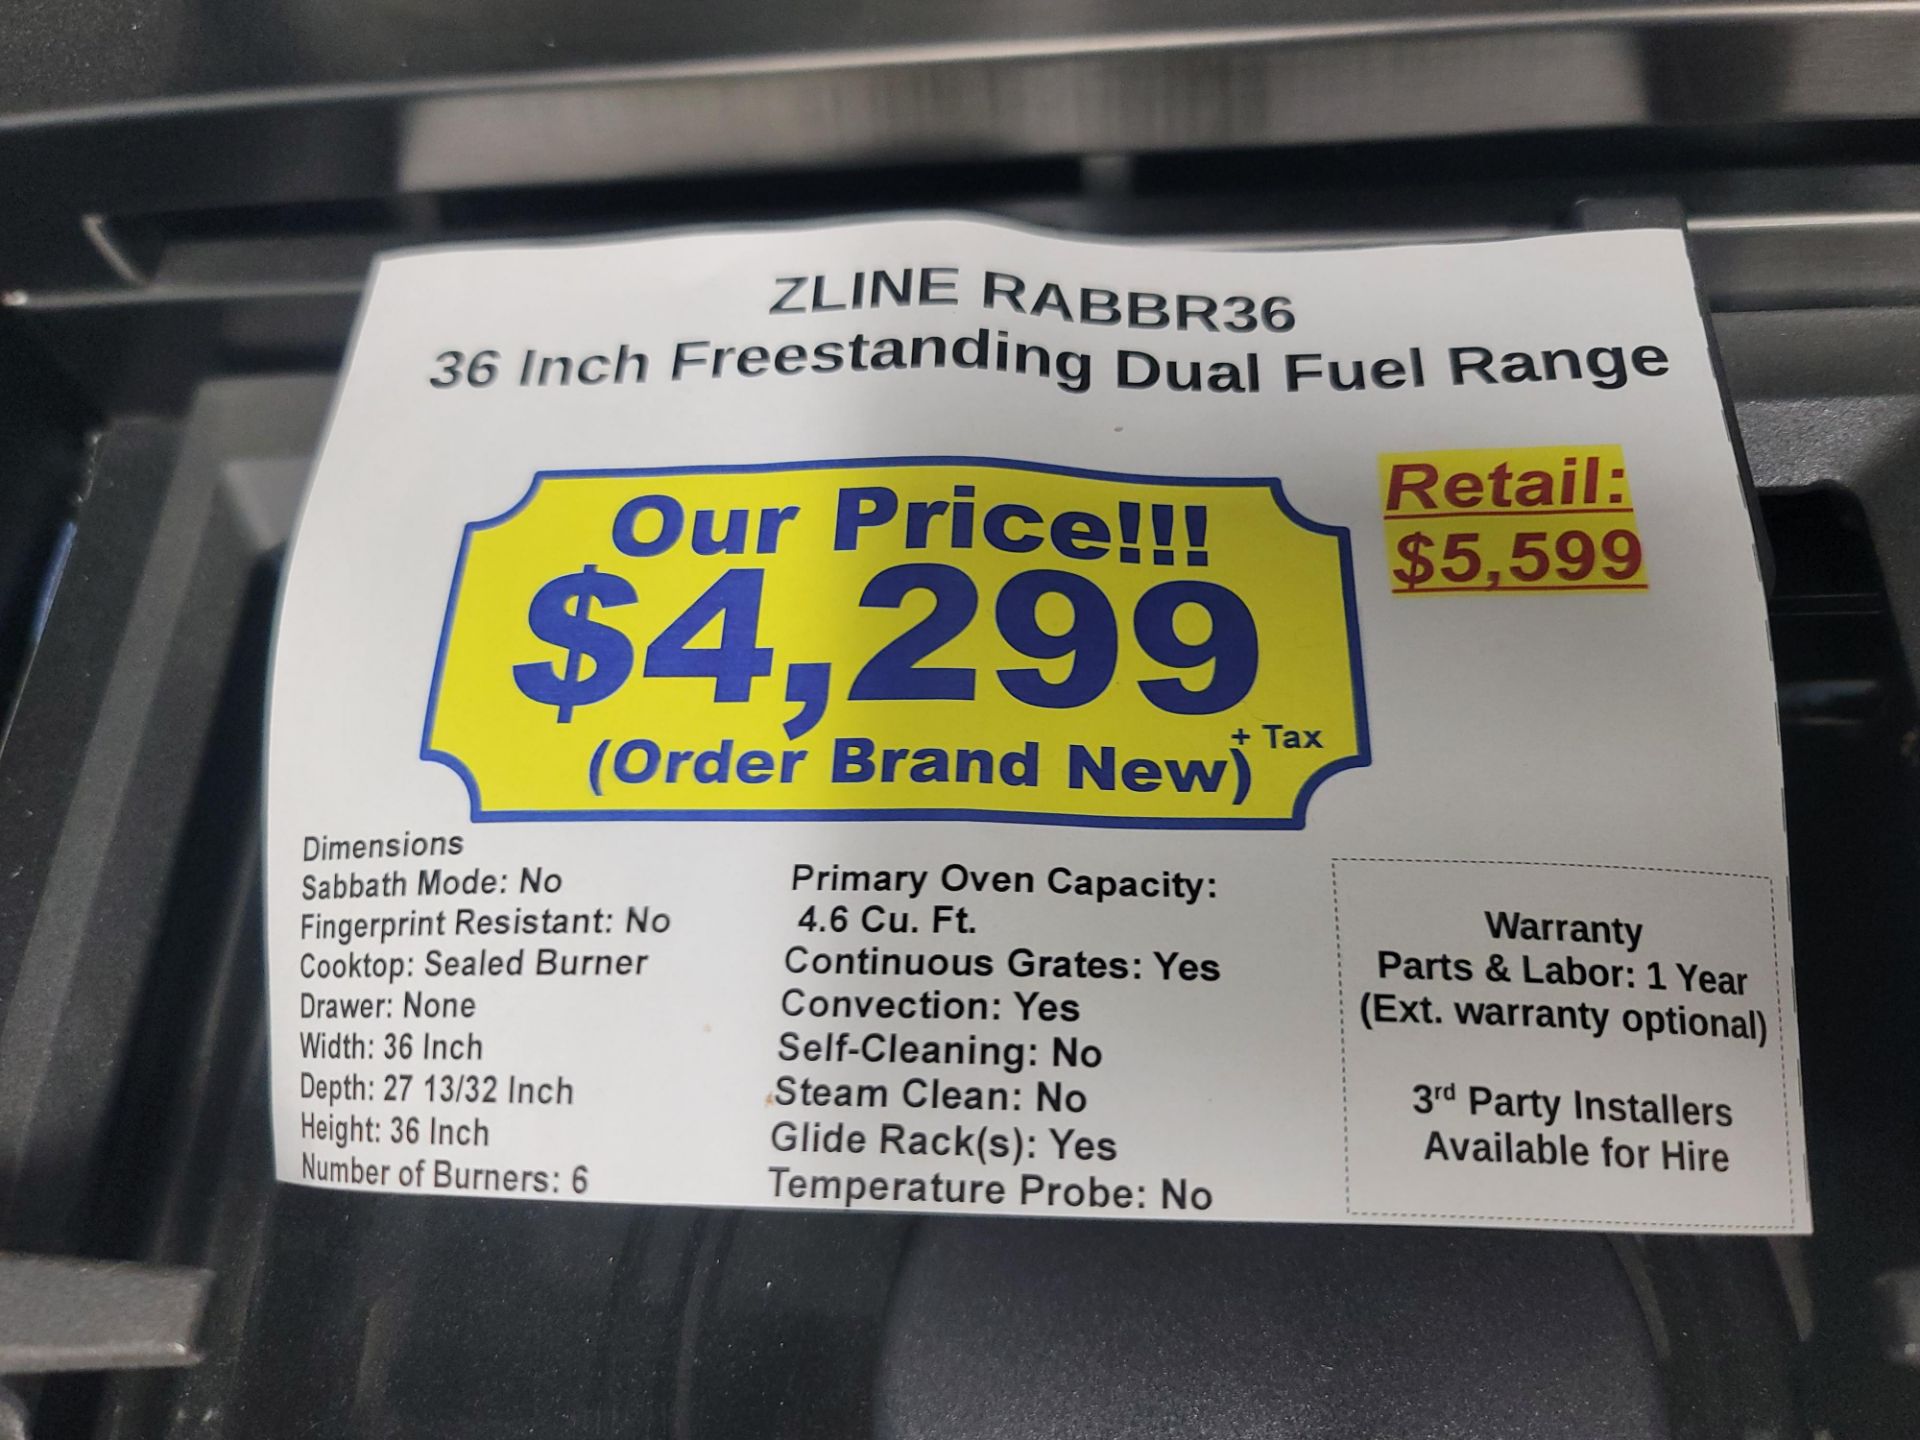 ZLINE RABBR36
36 Inch Freestanding Dual Fuel Range
Our Price!!!
$4,299
+ Tax
(Order Brand New)
Retail:
$5,599
Dimensions
Sabbath Mode: No
Fingerprint Resistant: No
Cooktop: Sealed Burner
Drawer: None
Width: 36 Inch
Depth: 27 13/32 Inch
Height: 36 Inch
Number of Burners: 6
Primary Oven Capacity:
4.6 Cu. Ft.
Continuous Grates: Yes
Convection: Yes
Self-Cleaning: No
Steam Clean: No
Glide Rack(s): Yes
Temperature Probe: No
Warranty
Parts & Labor: 1 Year
(Ext. warranty optional)
3rd Party Installers
Available for Hire